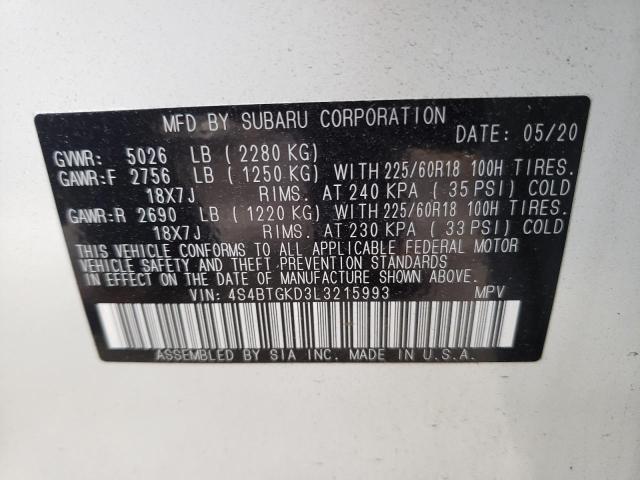 MFD BY SUBARU CORPORATION
DATE: 05/20
GVWR: 5026 LB (2280 KG)
GAWR:F 2756 LB (1250 KG) WITH 225/60R18 100H TIRES.
18X7J RIMS. AT 240 KPA (35 PSI) COLD
GAWR:R 2690 LB (1220 KG) WITH 225/60R18 100H TIRES.
18X7J RIMS. AT 230 KPA (33 PSI) COLD
THIS VEHICLE CONFORMS TO ALL APPLICABLE FEDERAL MOTOR
VEHICLE SAFETY AND THEFT PREVENTION STANDARDS
IN EFFECT ON THE DATE OF MANUFACTURE SHOWN ABOVE.
VIN: 4S4BTGKD3L3215993 MPV
ASSEMBLED BY SIA INC. MADE IN U.S.A.